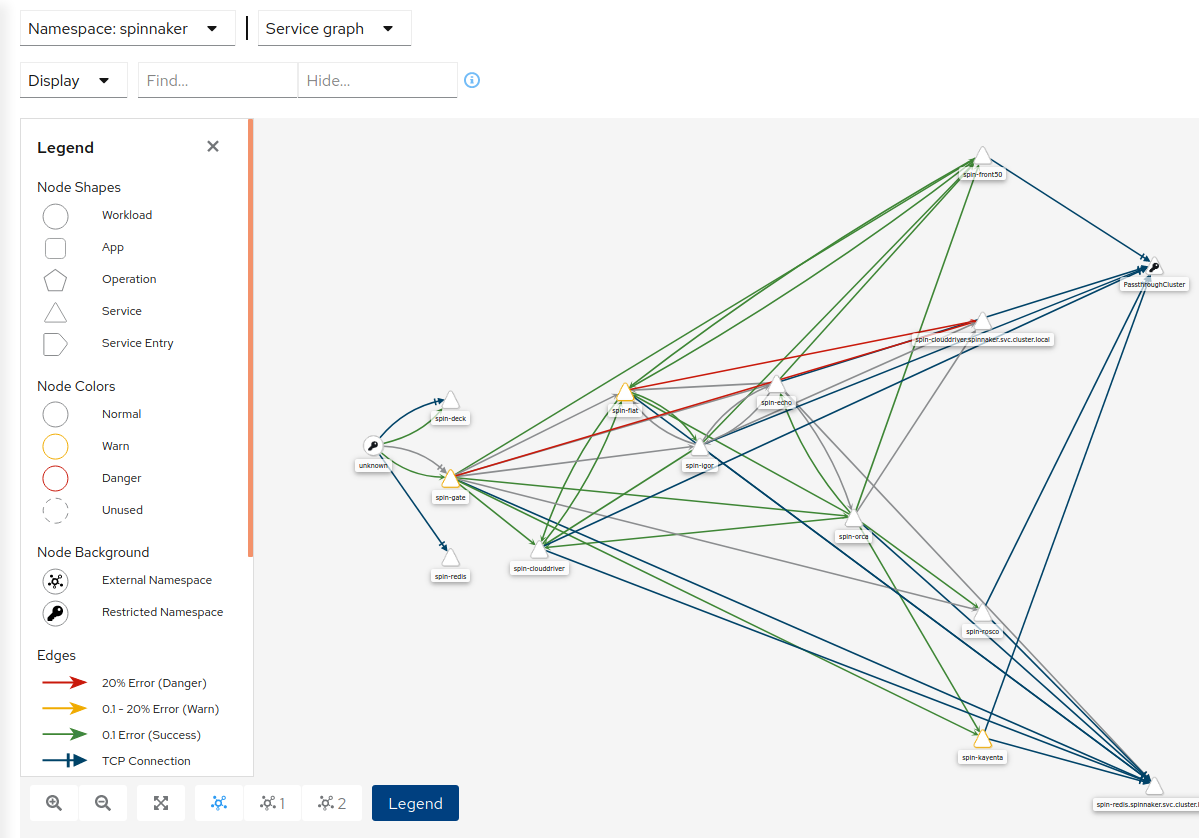 Namespace: spinnaker
Service graph
Display
Find...
Hide...
Legend
Node Shapes
Workload
App
Operation
Service
Service Entry
Node Colors
Normal
Warn
Danger
Unused
Node Background
External Namespace
Restricted Namespace
Edges
20% Error (Danger)
0.1 - 20% Error (Warn)
0.1 Error (Success)
TCP Connection
spin-front50
PassthroughCluster
spin-clouddriver.spinnaker.svc.cluster.local
spin-echo
spin-fiat
spin-deck
unknown
spin-igor
spin-gate
spin-orca
spin-clouddriver
spin-redis
spin-rosco
spin-kayenta
spin-redis.spinnaker.svc.cluster.
1
2
Legend